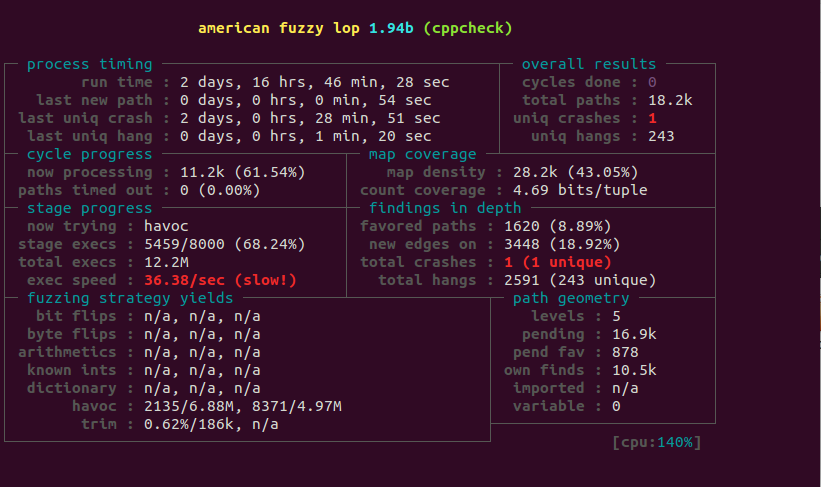 american fuzzy lop 1.94b (cppcheck)
process timing overall results
run time : 2 days, 16 hrs, 46 min, 28 sec cycles done : 0
last new path : 0 days, 0 hrs, 0 min, 54 sec total paths : 18.2k
last uniq crash : 2 days, 0 hrs, 28 min, 51 sec uniq crashes : 1
last uniq hang : 0 days, 0 hrs, 1 min, 20 sec uniq hangs : 243
cycle progress map coverage
now processing : 11.2k (61.54%) map density : 28.2k (43.05%)
paths timed out : 0 (0.00%) count coverage : 4.69 bits/tuple
stage progress findings in depth
now trying : havoc favored paths : 1620 (8.89%)
stage execs : 5459/8000 (68.24%) new edges on : 3448 (18.92%)
total execs : 12.2M total crashes : 1 (1 unique)
exec speed : 36.38/sec (slow!) total hangs : 2591 (243 unique)
fuzzing strategy yields path geometry
bit flips : n/a, n/a, n/a levels : 5
byte flips : n/a, n/a, n/a pending : 16.9k
arithmetics : n/a, n/a, n/a pend fav : 878
known ints : n/a, n/a, n/a own finds : 10.5k
dictionary : n/a, n/a, n/a imported : n/a
havoc : 2135/6.88M, 8371/4.97M variable : 0
trim : 0.62%/186k, n/a
[cpu:140%]